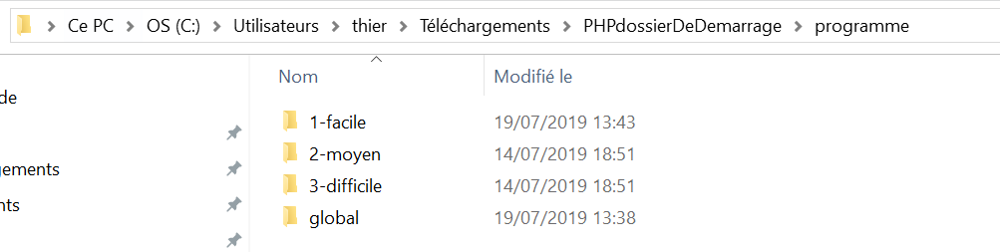 Ce PC > OS (C:) > Utilisateurs > thier > Téléchargements > PHPdossierDeDemarrage > programme
Nom Modifié le
de
1-facile 19/07/2019 13:43
2-moyen 14/07/2019 18:51
gements
3-difficile 14/07/2019 18:51
nts
global 19/07/2019 13:38